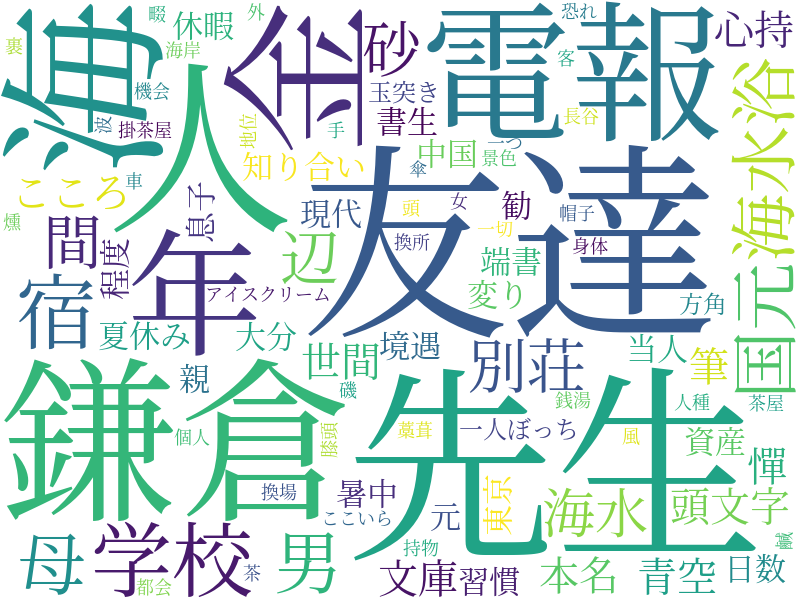 裏
畷
休暇
外
電報
恐れ
心持
海
海岸
機会
金
砂
玉突き
客
波
掛茶屋
人
地位
手
書生
長谷
海水浴
車
知り合い
中国
一つ
景色
こころ
友達
傘
間
息子
現代
頭
女
勧
帽子
燻
程度
年
辺
換所
一切
身体
端書
国元
宿
アイスクリーム
変り
方角
夏休み
大分
世間
境遇
別荘
当人
筆
親
磯
先生
銭湯
人種
茶屋
鎌倉
個人
膝頭
藁葺
一人ぼっち
風
資産
憚
換場
暑中
元
東京
海水
頭文字
母
学校
男
ここいら
持物
鹹
都会
茶
文庫
習慣
本名
青空
日数